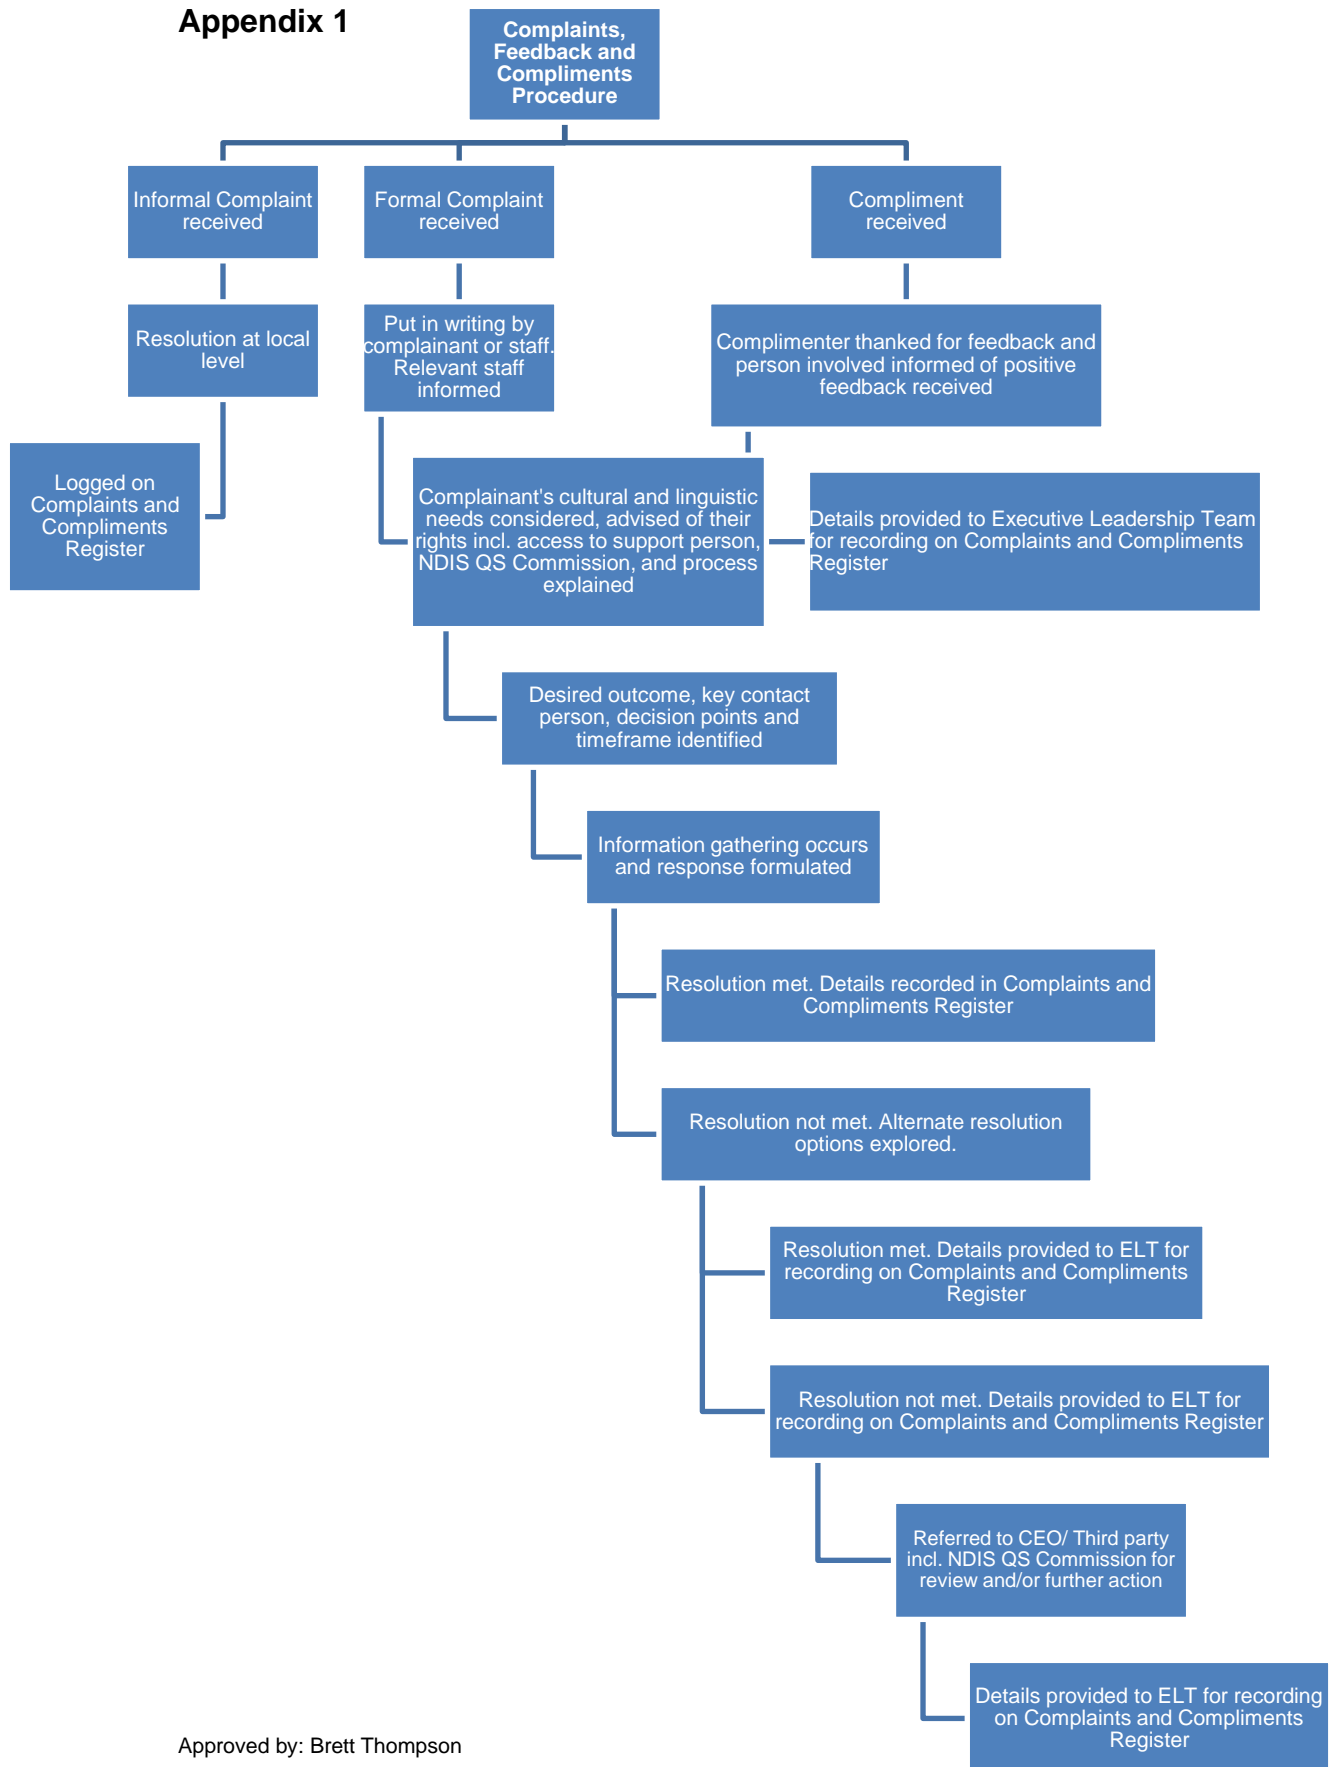 Appendix 1
Complaints,
Feedback and
Compliments
Procedure
Informal Complaint
received
Formal Complaint
received
Compliment
received
Resolution at local
level
Put in writing by
complainant or staff.
Relevant staff
informed
Complimenter thanked for feedback and
person involved informed of positive
feedback received
Logged on
Complaints and
Compliments
Register
Complainant's cultural and linguistic
needs considered, advised of their
rights incl. access to support person,
NDIS QS Commission, and process
explained
Details provided to Executive Leadership Team
for recording on Complaints and Compliments
Register
Desired outcome, key contact
person, decision points and
timeframe identified
Information gathering occurs
and response formulated
Resolution met. Details recorded in Complaints and
Compliments Register
Resolution not met. Alternate resolution
options explored.
Resolution met. Details provided to ELT for
recording on Complaints and Compliments
Register
Resolution not met. Details provided to ELT for
recording on Complaints and Compliments Register
Referred to CEO/ Third party
incl. NDIS QS Commission for
review and/or further action
Details provided to ELT for recording
on Complaints and Compliments
Register
Approved by: Brett Thompson